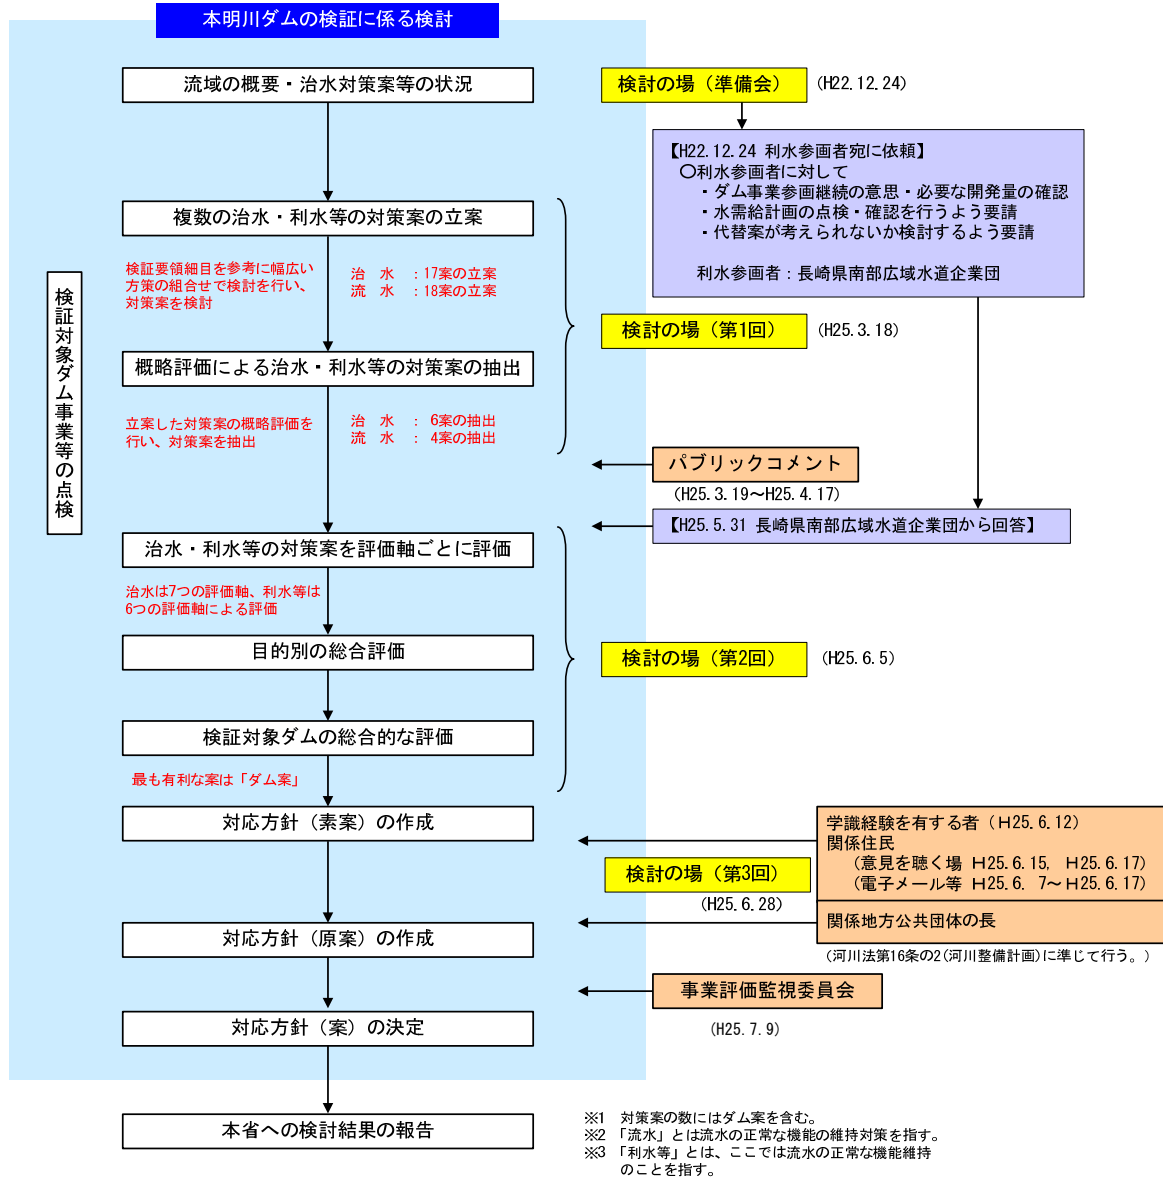 本明川ダムの検証に係る検討
流域の概要・治水対策案等の状況
検討の場（準備会）
（H22.12.24）
【H22.12.24 利水参画者宛に依頼】
〇利水参画者に対して
・ダム事業参画継続の意思・必要な開発量の確認
・水需給計画の点検・確認を行うよう要請
・代替案が考えられないか検討するよう要請
利水参画者：長崎県南部広域水道企業団
複数の治水・利水等の対策案の立案
検証要領細目を参考に幅広い
方策の組合せで検討を行い、
対策案を検討
治　水　：17案の立案
流　水　：18案の立案
検証対象ダム事業等の点検
検討の場（第1回）
（H25.3.18）
概略評価による治水・利水等の対策案の抽出
立案した対策案の概略評価を
行い、対策案を抽出
治　水　： 6案の抽出
流　水　： 4案の抽出
パブリックコメント
（H25.3.19～H25.4.17）
【H25.5.31 長崎県南部広域水道企業団から回答】
治水・利水等の対策案を評価軸ごとに評価
治水は7つの評価軸、利水等は
6つの評価軸による評価
目的別の総合評価
検討の場（第2回）
（H25.6.5）
検証対象ダムの総合的な評価
最も有利な案は「ダム案」
対応方針（素案）の作成
学識経験を有する者（H25.6.12）
関係住民
（意見を聴く場 H25.6.15, H25.6.17）
（電子メール等 H25.6. 7～H25.6.17）
検討の場（第3回）
（H25.6.28）
関係地方公共団体の長
（河川法第16条の2（河川整備計画）に準じて行う。）
対応方針（原案）の作成
事業評価監視委員会
（H25.7.9）
対応方針（案）の決定
本省への検討結果の報告
※1　対策案の数にはダム案を含む。
※2　「流水」とは流水の正常な機能の維持対策を指す。
※3　「利水等」とは、ここでは流水の正常な機能維持
のことを指す。